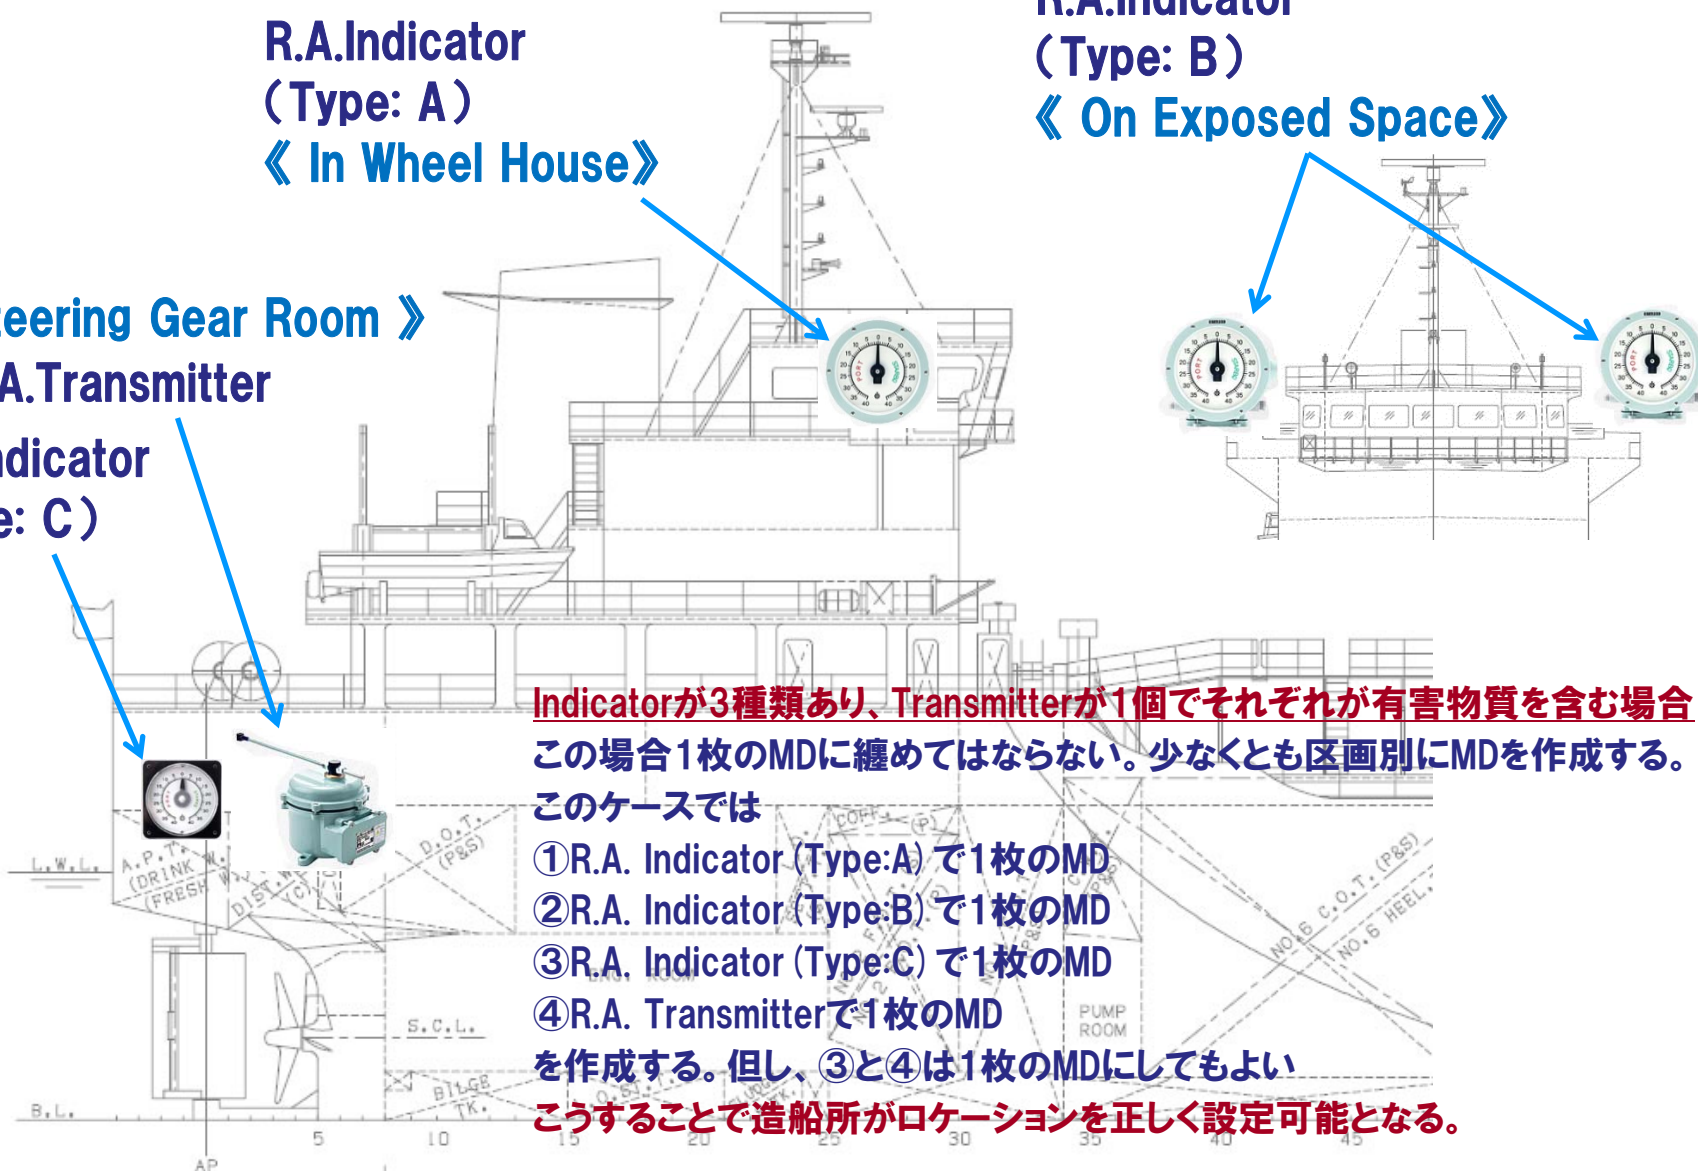 R.A.Indicator
(Type: A)
《 In Wheel House》
R.A.Indicator
(Type: B)
《 On Exposed Space》
teering Gear Room 》
A.Transmitter
ndicator
e: C)
Indicatorが3種類あり、Transmitterが1個でそれぞれが有害物質を含む場合
この場合1枚のMDに纏めてはならない。少なくとも区画別にMDを作成する。
このケースでは
①R.A. Indicator (Type:A) で1枚のMD
②R.A. Indicator (Type:B) で1枚のMD
③R.A. Indicator (Type:C) で1枚のMD
④R.A. Transmitterで1枚のMD
を作成する。但し、③と④は1枚のMDにしてもよい
こうすることで造船所がロケーションを正しく設定可能となる。
L.W.L.
A.P.T.
(DRINK W.
(FRESH W.
DIST.W.
(C)
D.O.T.
(P&S)
COFF. (P)
NO.6 C.O.T. (P&S)
NO.6 HEEL.
ENG. ROOM
PUMP
ROOM
S.C.L.
BILGE
TK.
B.L.
5 10 15 20 25 30 35 40 45
AP